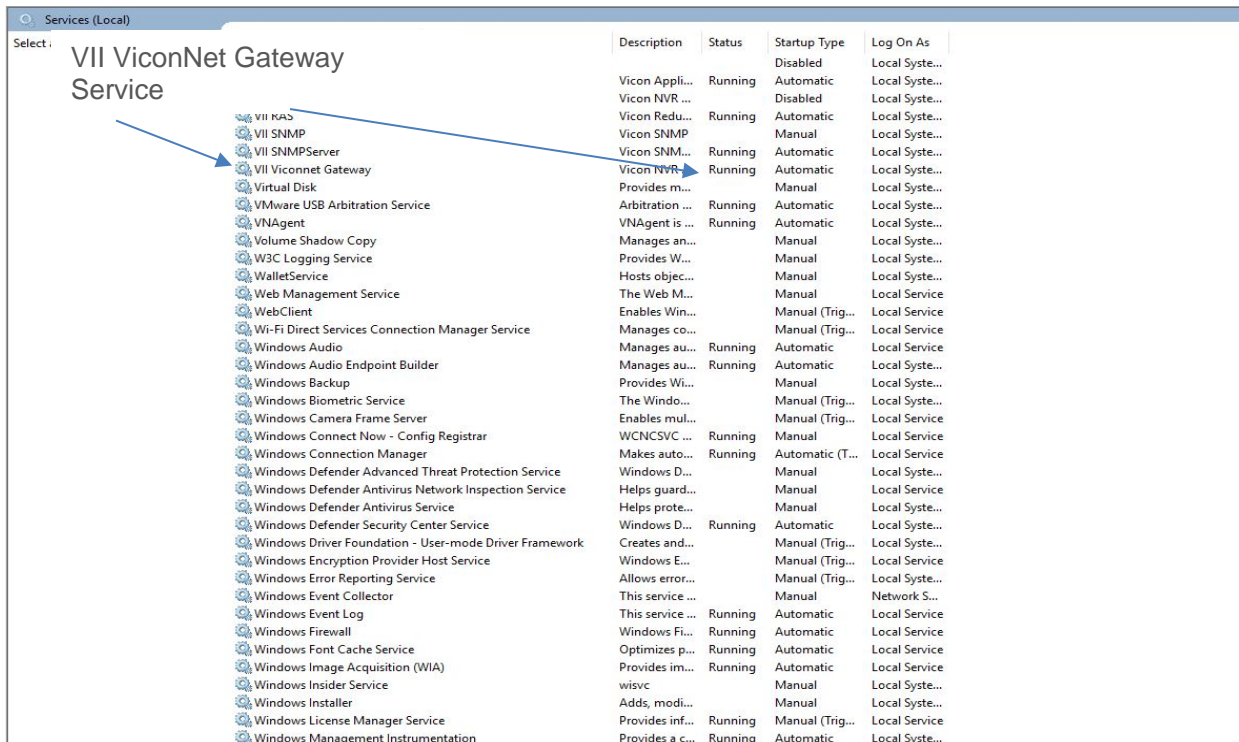 Services (Local)
Select
VII ViconNet Gateway
Service
Description Status Startup Type Log On As
Disabled Local Syste...
Vicon Appli... Running Automatic Local Syste...
Vicon NVR ... Disabled Local Syste...
VII RAS Vicon Redu... Running Automatic Local Syste...
VII SNMP Vicon SNMP Manual Local Syste...
VII SNMPServer Vicon SNM... Running Automatic Local Syste...
VII Viconnet Gateway Vicon NVR Running Automatic Local Syste...
Virtual Disk Provides m... Manual Local Syste...
VMware USB Arbitration Service Arbitration ... Running Automatic Local Syste...
VNAgent VNAgent is ... Running Automatic Local Syste...
Volume Shadow Copy Manages an... Manual Local Syste...
W3C Logging Service Provides W... Manual Local Syste...
WalletService Hosts objec... Manual Local Syste...
Web Management Service The Web M... Manual Local Service
WebClient Enables Win... Manual (Trig... Local Service
Wi-Fi Direct Services Connection Manager Service Manages co... Manual (Trig... Local Service
Windows Audio Manages au... Running Automatic Local Service
Windows Audio Endpoint Builder Manages au... Running Automatic Local Syste...
Windows Backup Provides Wi... Manual Local Syste...
Windows Biometric Service The Windo... Manual (Trig... Local Syste...
Windows Camera Frame Server Enables mul... Manual (Trig... Local Service
Windows Connect Now - Config Registrar WCNCSVC ... Running Manual Local Service
Windows Connection Manager Makes auto... Running Automatic (T... Local Service
Windows Defender Advanced Threat Protection Service Windows D... Manual Local Syste...
Windows Defender Antivirus Network Inspection Service Helps guard... Manual Local Service
Windows Defender Antivirus Service Helps prote... Manual Local Syste...
Windows Defender Security Center Service Windows D... Running Automatic Local Syste...
Windows Driver Foundation - User-mode Driver Framework Creates and... Manual (Trig... Local Syste...
Windows Encryption Provider Host Service Windows E... Manual (Trig... Local Service
Windows Error Reporting Service Allows error... Manual (Trig... Local Syste...
Windows Event Collector This service ... Manual Network S...
Windows Event Log This service ... Running Automatic Local Service
Windows Firewall Windows Fi... Running Automatic Local Service
Windows Font Cache Service Optimizes p... Running Automatic Local Service
Windows Image Acquisition (WIA) Provides im... Running Automatic Local Service
Windows Insider Service wisvc Manual Local Syste...
Windows Installer Adds, modi... Manual Local Syste...
Windows License Manager Service Provides inf... Running Manual (Trig... Local Service
Windows Management Instrumentation Provides a c... Running Automatic Local Syste...